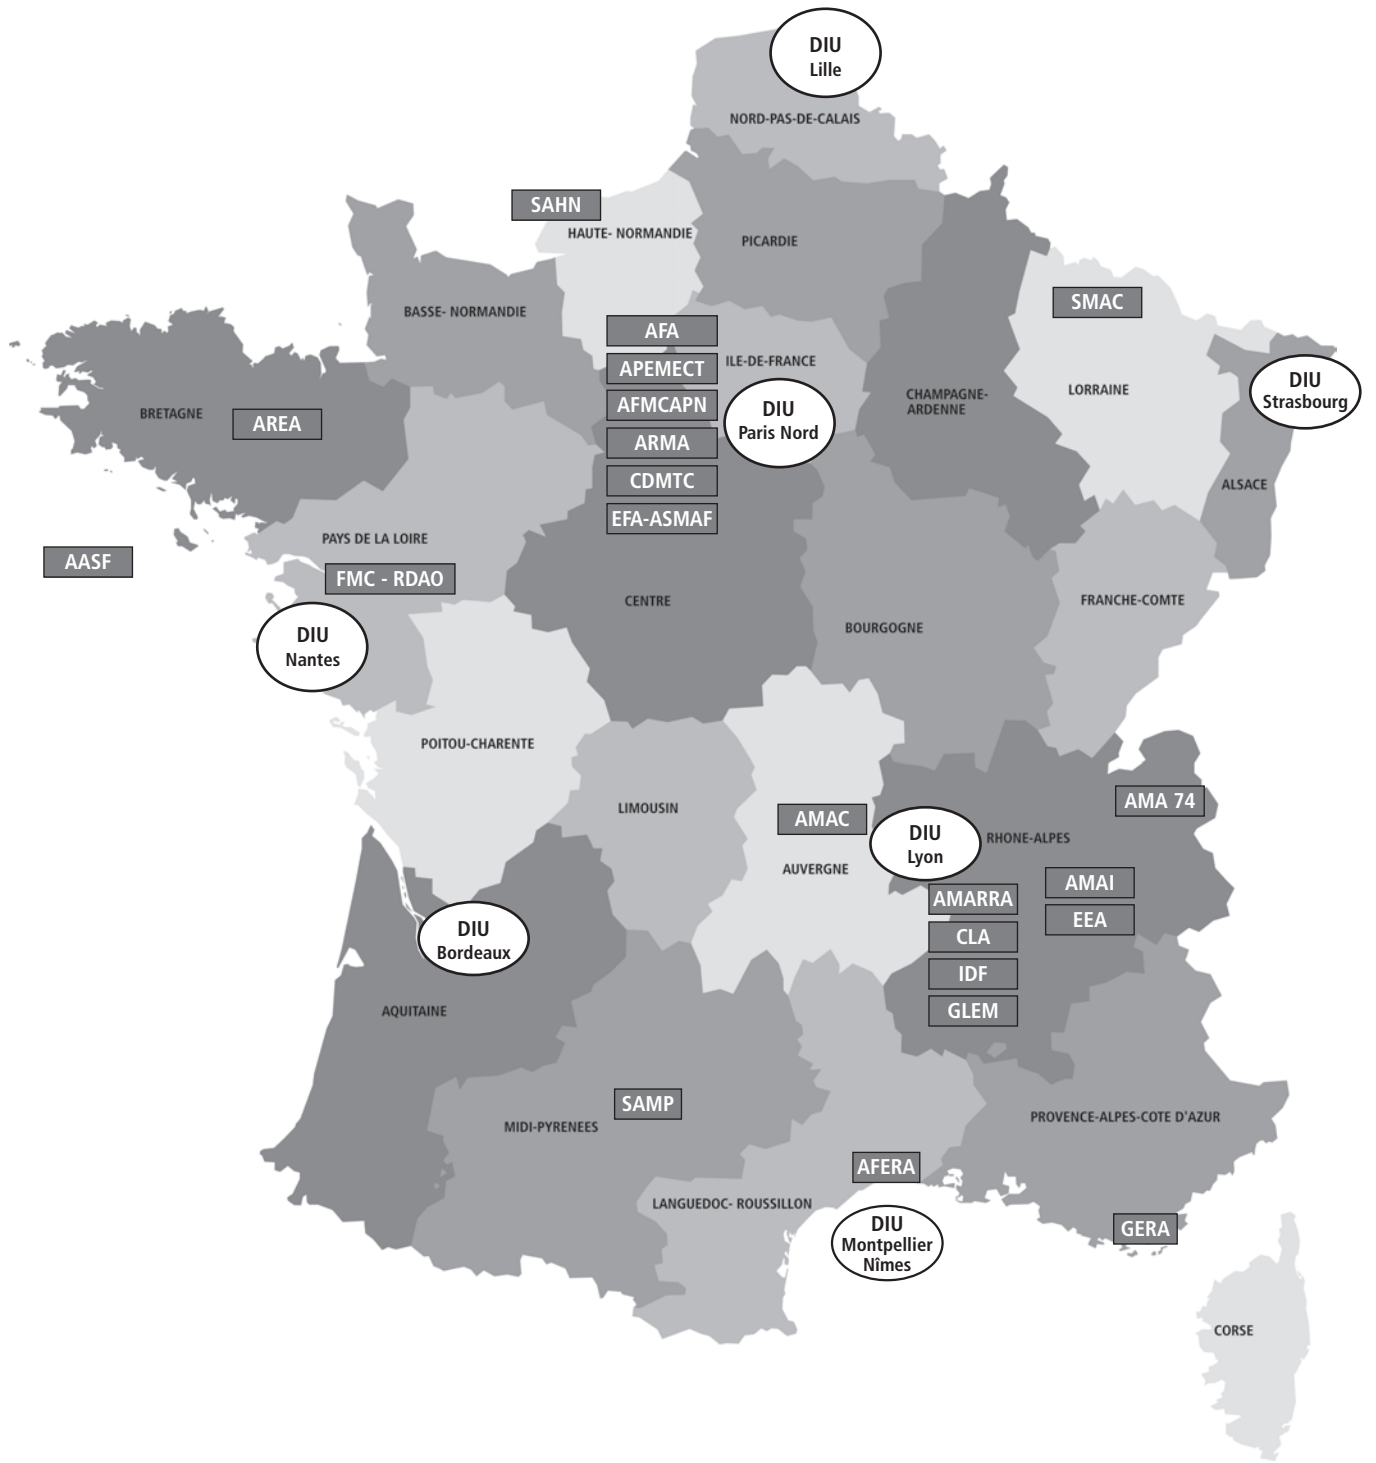 DIU
Lille
NORD-PAS-DE-CALAIS
SAHN
HAUTE- NORMANDIE
PICARDIE
SMAC
BASSE- NORMANDIE
AFA
ILE-DE-FRANCE
APEMECT
DIU
Strasbourg
LORRAINE
CHAMPAGNE-
ARDENNE
AFMCAPN
DIU
Paris Nord
BRETAGNE
AREA
ARMA
CDMTC
ALSACE
EFA-ASMAF
PAYS DE LA LOIRE
AASF
FMC - RDAO
CENTRE
FRANCHE-COMTE
BOURGOGNE
DIU
Nantes
POITOU-CHARENTE
AMA 74
LIMOUSIN
AMAC
DIU
Lyon
RHONE-ALPES
AUVERGNE
AMAI
AMARRA
EEA
CLA
DIU
Bordeaux
IDF
GLEM
AQUITAINE
SAMP
MIDI-PYRENEES
PROVENCE-ALPES-COTE D'AZUR
AFERA
LANGUEDOC- ROUSSILLON
DIU
Montpellier
Nîmes
GERA
CORSE